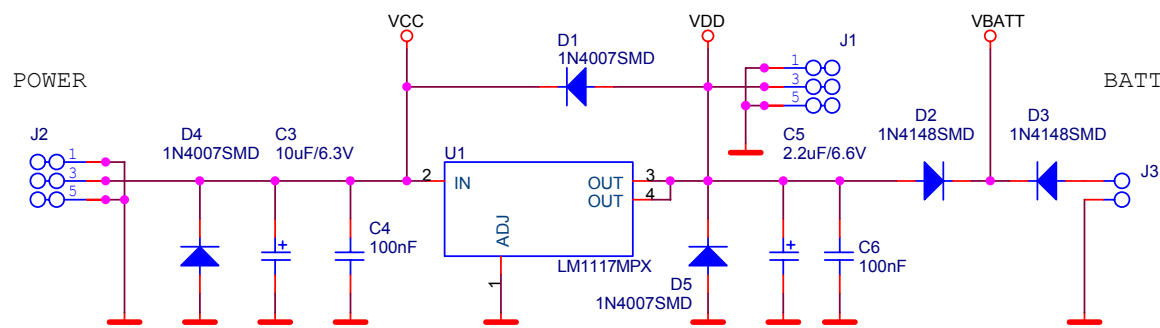 VCC
VDD
VBATT
D1
1N4007SMD
J1
1
3
5
POWER
BATT
J2
1
3
5
D4
1N4007SMD
C3
10uF/6.3V
U1
2
IN
OUT
3
OUT
4
ADJ
1
LM1117MPX
C4
100nF
C5
2.2uF/6.6V
D2
1N4148SMD
D3
1N4148SMD
J3
+
+
D5
1N4007SMD
C6
100nF